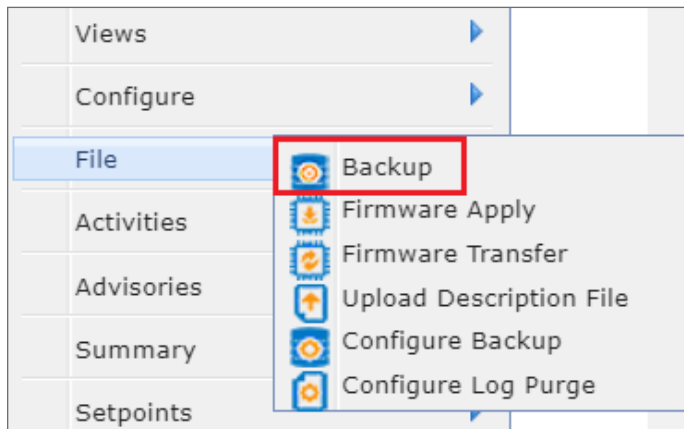 Views
Configure
File
Backup
Activities
Firmware Apply
Firmware Transfer
Advisories
Upload Description File
Summary
Configure Backup
Configure Log Purge
Setpoints